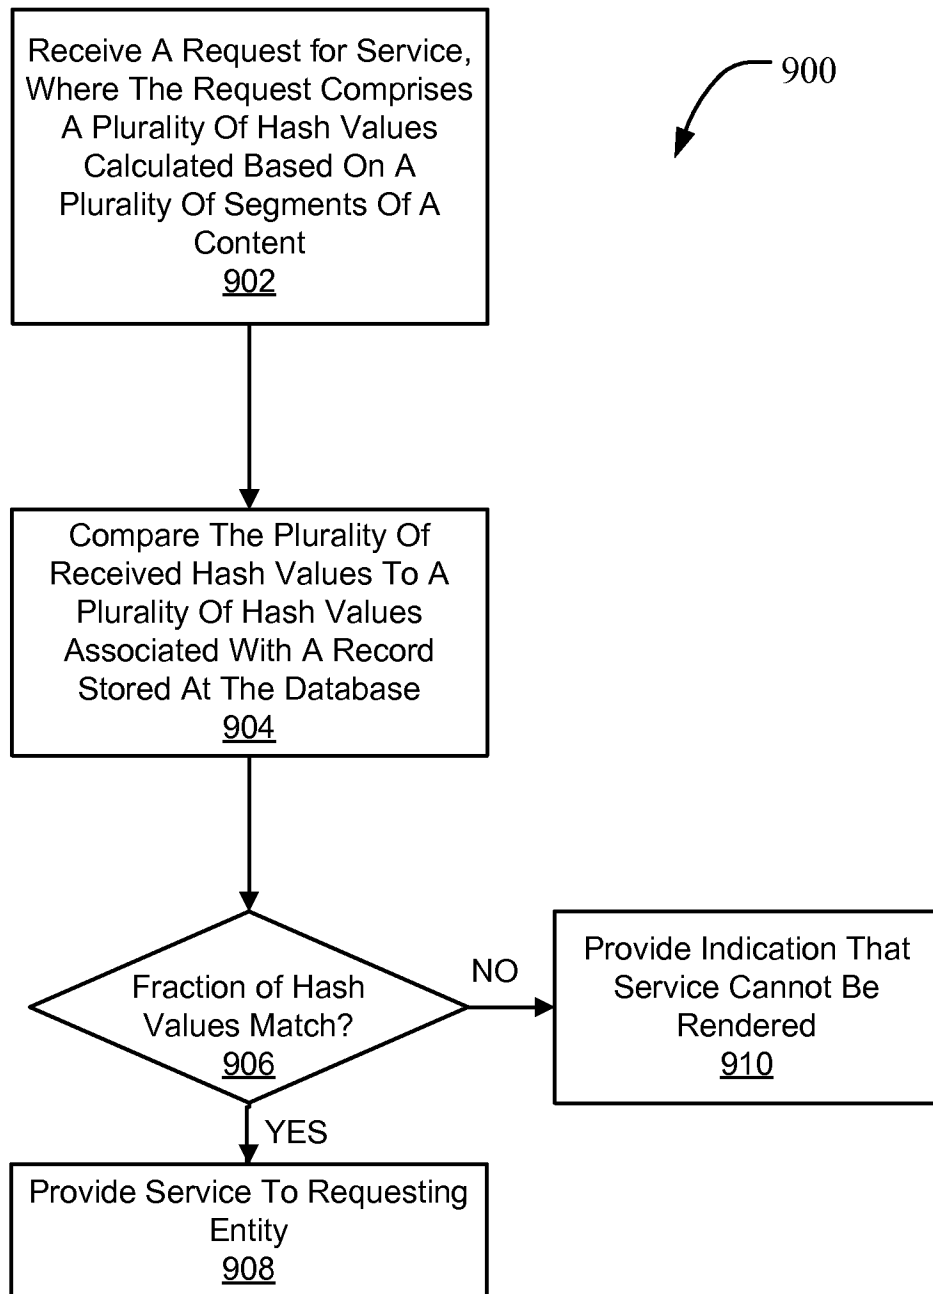 Receive A Request for Service,
Where The Request Comprises
A Plurality Of Hash Values
Calculated Based On A
Plurality Of Segments Of A
Content
902
900
Compare The Plurality Of
Received Hash Values To A
Plurality Of Hash Values
Associated With A Record
Stored At The Database
904
Fraction of Hash
Values Match?
906
NO
Provide Indication That
Service Cannot Be
Rendered
910
YES
Provide Service To Requesting
Entity
908